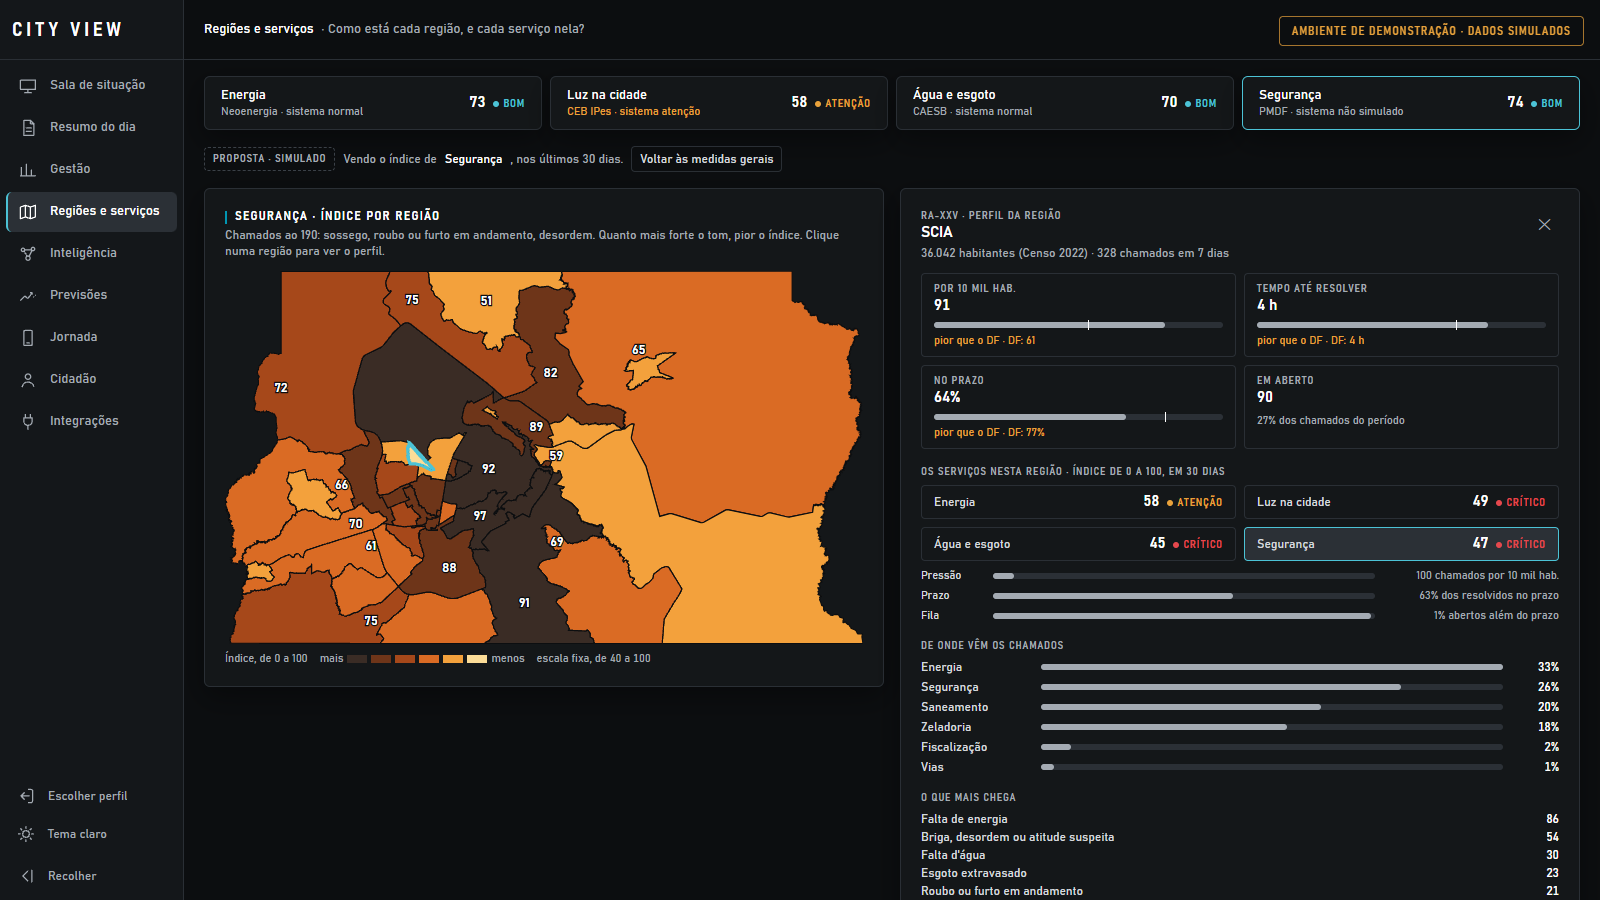 CITY VIEW
Regiões e serviços · Como está cada região, e cada serviço nela?
AMBIENTE DE DEMONSTRAÇÃO · DADOS SIMULADOS
Sala de situação
Resumo do dia
Gestão
Regiões e serviços
Inteligência
Previsões
Jornada
Cidadão
Integrações
Escolher perfil
Tema claro
Recolher
Energia
Neoenergia · sistema normal
73 BOM
Luz na cidade
CEB IPes · sistema atenção
58 ATENÇÃO
Água e esgoto
CAESB · sistema normal
70 BOM
Segurança
PMDF · sistema não simulado
74 BOM
PROPOSTA · SIMULADO Vendo o índice de Segurança , nos últimos 30 dias. Voltar às medidas gerais
SEGURANÇA · ÍNDICE POR REGIÃO
Chamados ao 190: sossego, roubo ou furto em andamento, desordem. Quanto mais forte o tom, pior o índice. Clique
numa região para ver o perfil.
75
51
65
82
72
89
59
92
66
97
70
61
69
88
91
75
Índice, de 0 a 100 mais menos escala fixa, de 40 a 100
RA-XXV · PERFIL DA REGIÃO
SCIA
36.042 habitantes (Censo 2022) · 328 chamados em 7 dias
POR 10 MIL HAB.
91
pior que o DF · DF: 61
TEMPO ATÉ RESOLVER
4 h
pior que o DF · DF: 4 h
NO PRAZO
64%
pior que o DF · DF: 77%
EM ABERTO
90
27% dos chamados do período
OS SERVIÇOS NESTA REGIÃO · ÍNDICE DE 0 A 100, EM 30 DIAS
Energia 58 ATENÇÃO
Luz na cidade 49 CRÍTICO
Água e esgoto 45 CRÍTICO
Segurança 47 CRÍTICO
Pressão 100 chamados por 10 mil hab.
Prazo 63% dos resolvidos no prazo
Fila 1% abertos além do prazo
DE ONDE VÊM OS CHAMADOS
Energia 33%
Segurança 26%
Saneamento 20%
Zeladoria 18%
Fiscalização 2%
Vias 1%
O QUE MAIS CHEGA
Falta de energia 86
Briga, desordem ou atitude suspeita 54
Falta d'água 30
Esgoto extravasado 23
Roubo ou furto em andamento 21